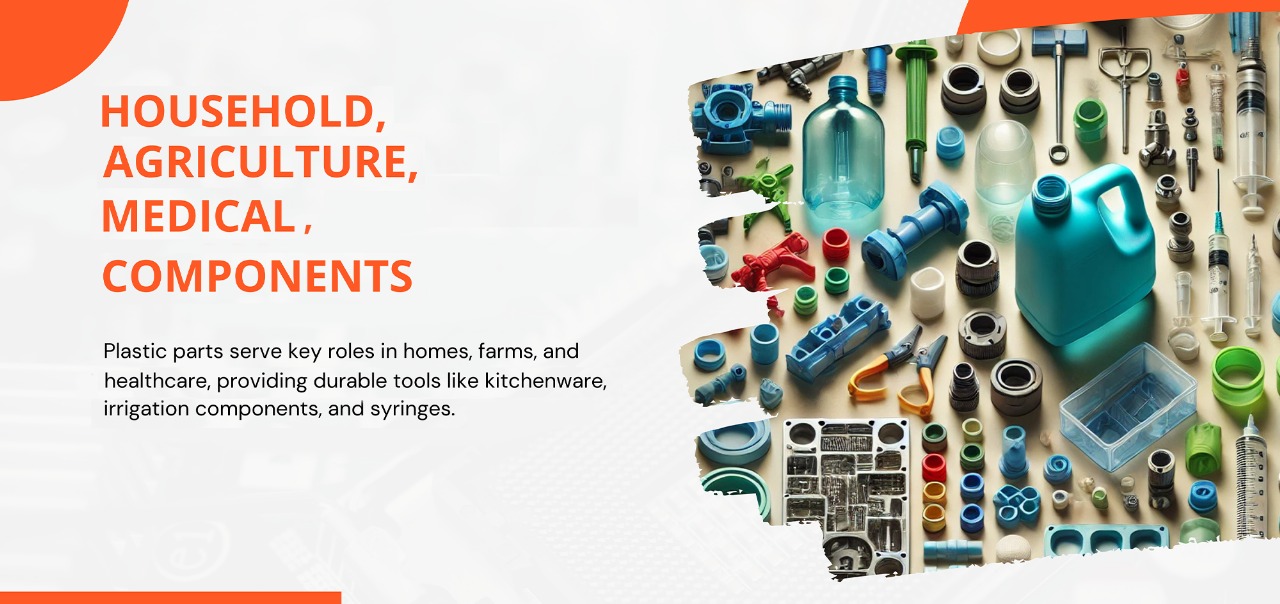 HOUSEHOLD,
AGRICULTURE,
MEDICAL,
COMPONENTS
Plastic parts serve key roles in homes, farms, and
healthcare, providing durable tools like kitchenware,
irrigation components, and syringes.